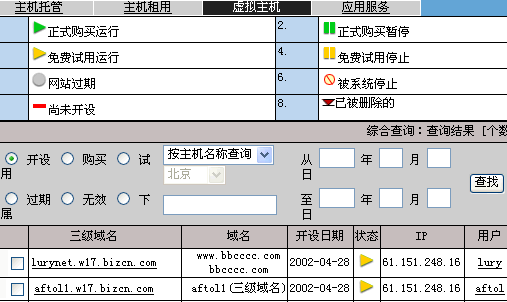 主机托管 主机租用 虚拟主机 应用服务
正式购买运行 2. 正式购买暂停
免费试用运行 4. 免费试用停止
网站过期 6. 被系统停止
尚未开设 8. 已被删除的
综合查询：查询结果 [个数
开设 购买 试用 按主机名称查询 从 年 月 日
北京
查找
过期 无效 下属 至 年 月 日
三级域名 域名 开设日期 状态 IP 用户
lurynet.w17.bizcn.com www.bbcccc.com 2002-04-28 61.151.248.16 lury
bbcccc.com
aftol1.w17.bizcn.com aftol1(三级域名) 2002-04-28 61.151.248.16 aftol